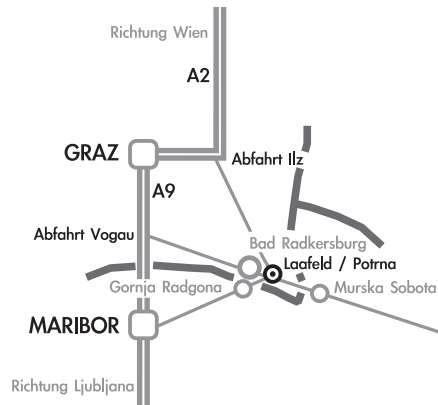 Richtung Wien
A2
GRAZ
Abfahrt Ilz
A9
Abfahrt Vogau
Bad Radkersburg
Laafeld / Potrna
Gornja Radgona
Murska Sobota
MARIBOR
Richtung Ljubljana